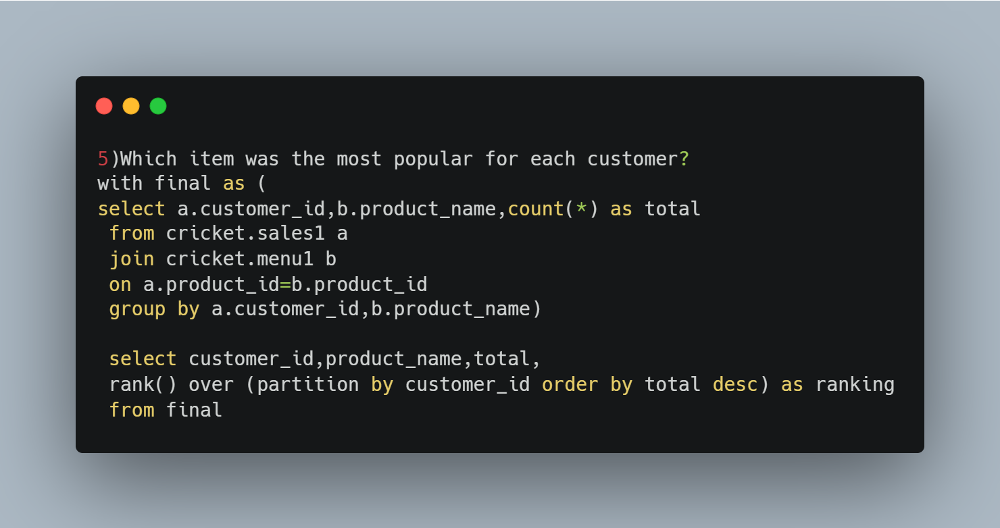 5)Which item was the most popular for each customer?
with final as (
select a.customer_id,b.product_name,count(*) as total
from cricket.sales1 a
join cricket.menu1 b
on a.product_id=b.product_id
group by a.customer_id,b.product_name)
select customer_id,product_name,total,
rank() over (partition by customer_id order by total desc) as ranking
from final